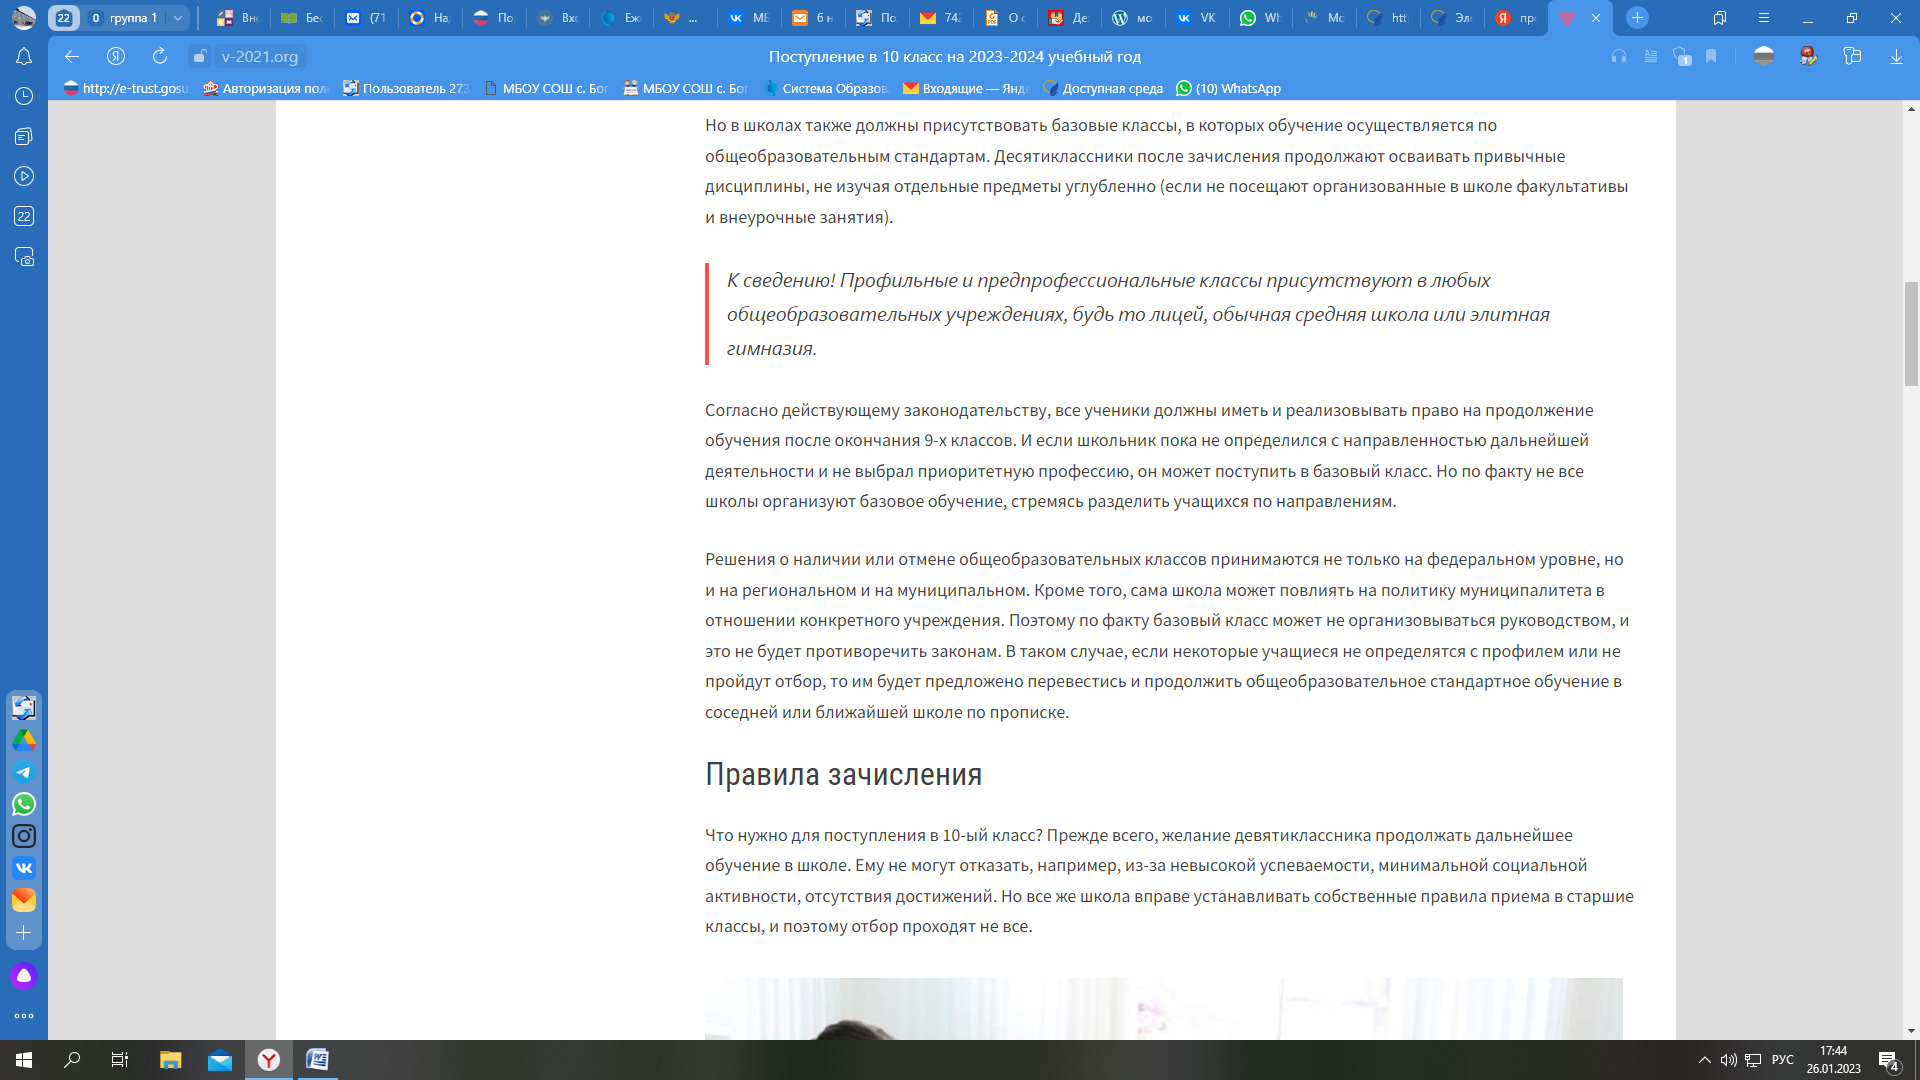 22
0
группа 1
(71
VK
http://e-trust.gosu
v-2021.org
Поступление в 10 класс на 2023-2024 учебный год
1
Авторизация пол
Пользователь 273
МБОУ СОШ с. Бог
МБОУ СОШ с. Бог
Система Образов
Входящие — Янд
Доступная среда
(10) WhatsApp
22
Но в школах также должны присутствовать базовые классы, в которых обучение осуществляется по
общеобразовательным стандартам. Десятиклассники после зачисления продолжают осваивать привычные
дисциплины, не изучая отдельные предметы углубленно (если не посещают организованные в школе факультативы
и внеурочные занятия).
К сведению! Профильные и предпрофессиональные классы присутствуют в любых
общеобразовательных учреждениях, будь то лицей, обычная средняя школа или элитная
гимназия.
Согласно действующему законодательству, все ученики должны иметь и реализовывать право на продолжение
обучения после окончания 9-х классов. И если школьник пока не определился с направленностью дальнейшей
деятельности и не выбрал приоритетную профессию, он может поступить в базовый класс. Но по факту не все
школы организуют базовое обучение, стремясь разделить учащихся по направлениям.
Решения о наличии или отмене общеобразовательных классов принимаются не только на федеральном уровне, но
и на региональном и на муниципальном. Кроме того, сама школа может повлиять на политику муниципалитета в
отношении конкретного учреждения. Поэтому по факту базовый класс может не организовываться руководством, и
это не будет противоречить законам. В таком случае, если некоторые учащиеся не определятся с профилем или не
пройдут отбор, то им будет предложено перевестись и продолжить общеобразовательное стандартное обучение в
соседней или ближайшей школе по прописке.
Правила зачисления
Что нужно для поступления в 10-ый класс? Прежде всего, желание девятиклассника продолжать дальнейшее
обучение в школе. Ему не могут отказать, например, из-за невысокой успеваемости, минимальной социальной
активности, отсутствия достижений. Но все же школа вправе устанавливать собственные правила приема в старшие
классы, и поэтому отбор проходят не все.
РУС
17:44
26.01.2023
4